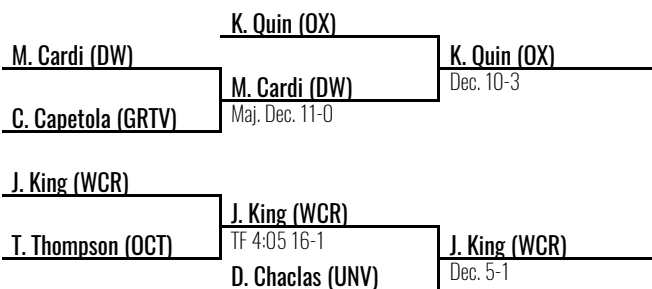 K. Quin (OX)
M. Cardi (DW)
K. Quin (OX)
Dec. 10-3
M. Cardi (DW)
Maj. Dec. 11-0
C. Capetola (GRTV)
J. King (WCR)
J. King (WCR)
TF 4:05 16-1
T. Thompson (OCT)
J. King (WCR)
Dec. 5-1
D. Chaclas (UNV)